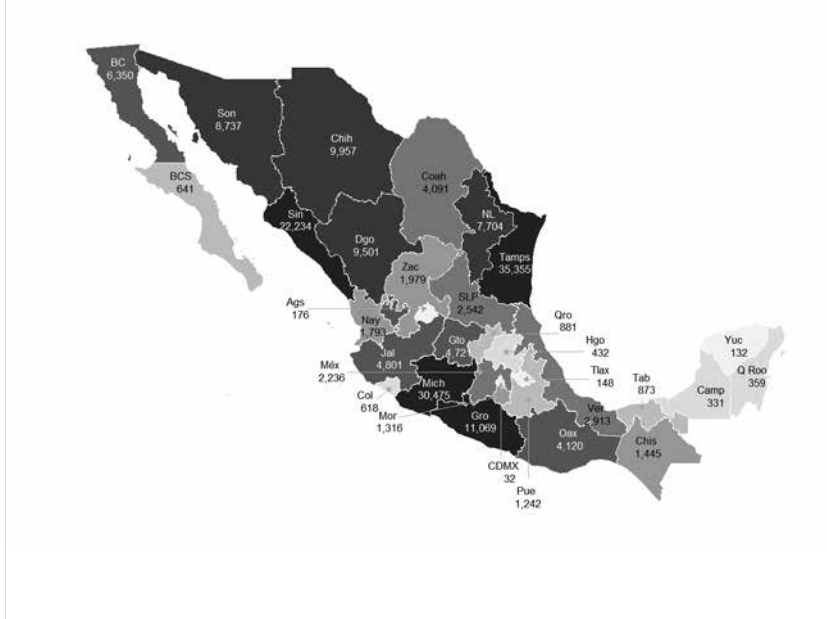 BC
6,350
Son
8,737
Chih
9,957
Coah
4,091
BCS
641
Sin
22,234
NL
7,704
Dgo
9,501
Tamps
35,355
Zac
1,979
SLP
2,542
Ags
176
Nay
1,793
Qro
881
Gto
4,72
Hgo
432
Yuc
132
Jal
4,801
Méx
2,236
Tlax
148
Q Roo
359
Tab
873
Camp
331
Mich
30,475
Col
618
Mor
1,316
Gro
11,069
Ver
2,913
Oax
4,120
Chis
1,445
CDMX
32
Pue
1,242